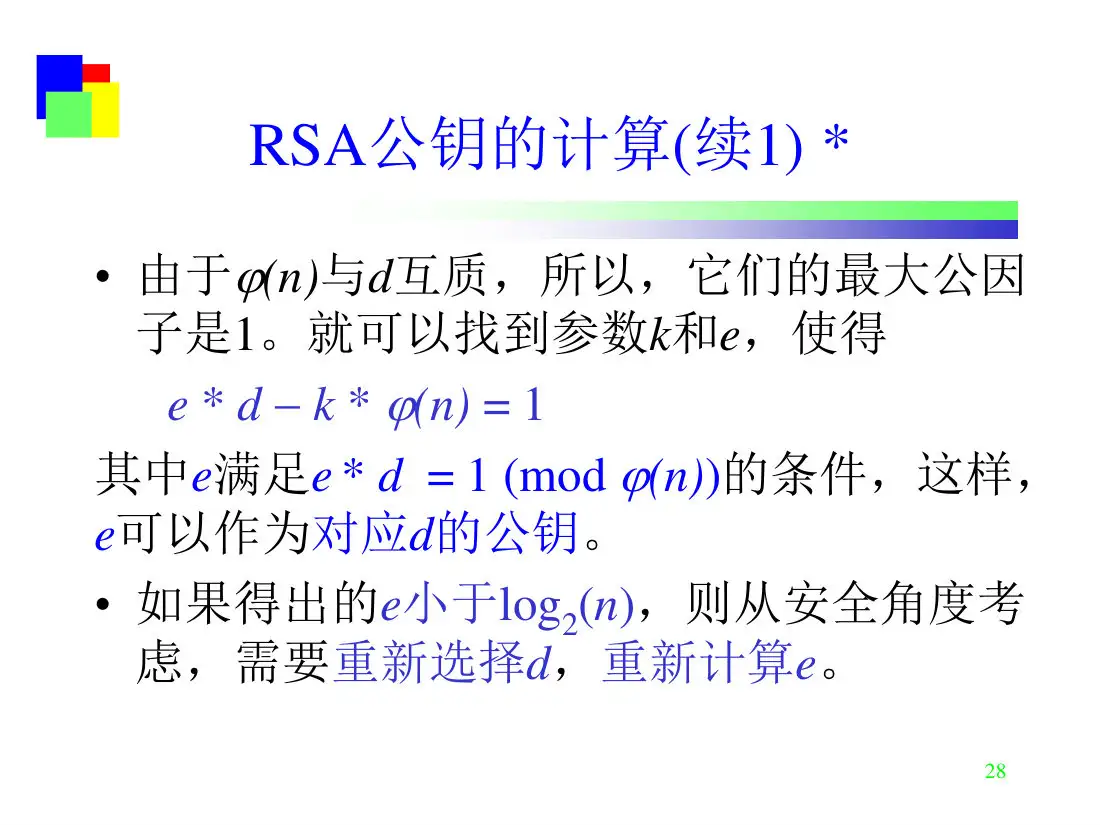 RSA公钥的计算(续1) *
• 由于φ(n)与d互质，所以，它们的最大公因
子是1。就可以找到参数k和e，使得
e * d – k * φ(n) = 1
其中e满足e * d = 1 (mod φ(n))的条件，这样，
e可以作为对应d的公钥。
• 如果得出的e小于log₂(n)，则从安全角度考
虑，需要重新选择d，重新计算e。
28